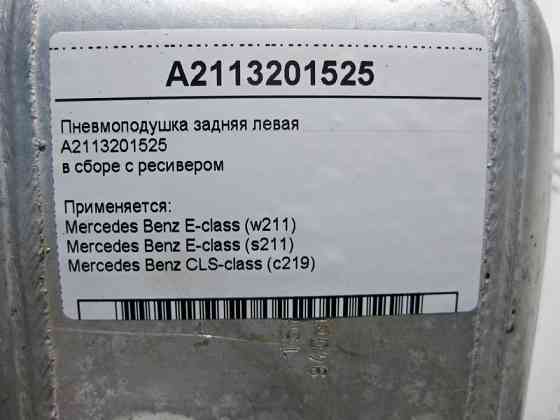 A2113201525
Пневмоподушка задняя левая
A2113201525
в сборе с ресивером
Применяется:
Mercedes Benz E-class (w211)
Mercedes Benz E-class (s211)
Mercedes Benz CLS-class (c219)